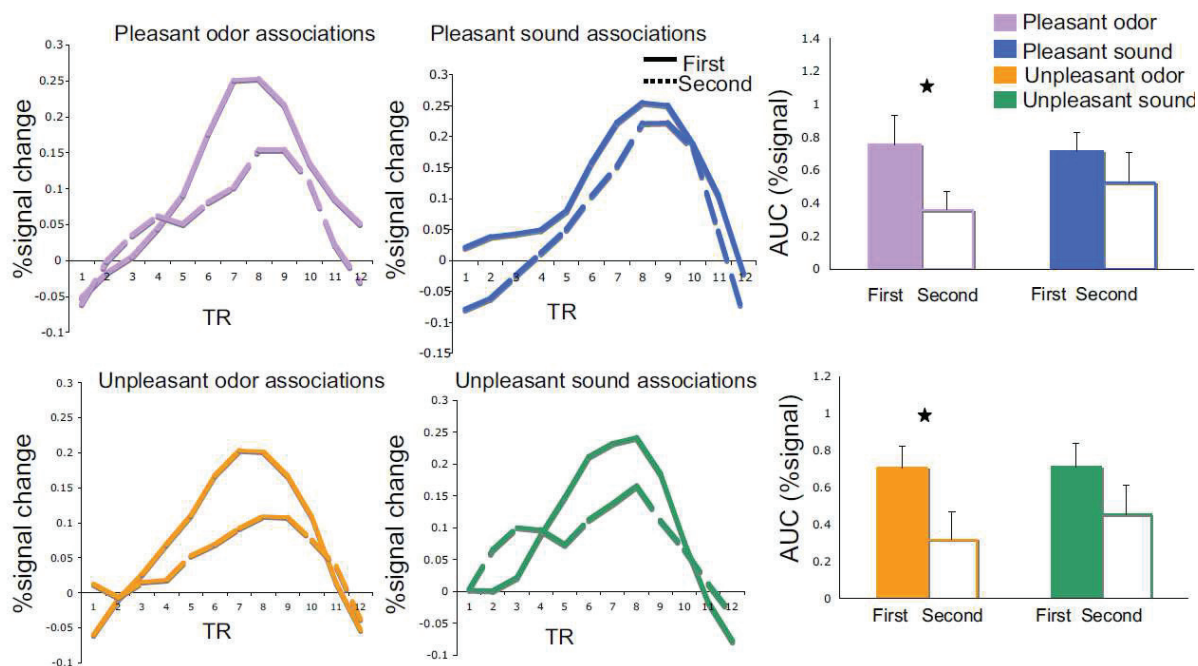 Pleasant odor associations
%signal change
0.3
0.25
0.2
0.15
0.1
0.05
0
-0.05
-0.1
1 2 3 4 5 6 7 8 9 10 11 12
TR
Pleasant sound associations
First
Second
%signal change
0.3
0.25
0.2
0.15
0.1
0.05
0
-0.05
-0.1
-0.15
1 2 3 4 5 6 7 8 9 10 11 12
TR
Pleasant odor
Pleasant sound
Unpleasant odor
Unpleasant sound
AUC (%signal)
1.4
1.2
1
0.8
0.6
0.4
0.2
0
★
First Second
First Second
Unpleasant odor associations
%signal change
0.3
0.25
0.2
0.15
0.1
0.05
0
-0.05
-0.1
1 2 3 4 5 6 7 8 9 10 11 12
TR
Unpleasant sound associations
%signal change
0.3
0.25
0.2
0.15
0.1
0.05
0
-0.05
-0.1
1 2 3 4 5 6 7 8 9 10 11 12
TR
AUC (%signal)
1.2
1
0.8
0.6
0.4
0.2
0
★
First Second
First Second